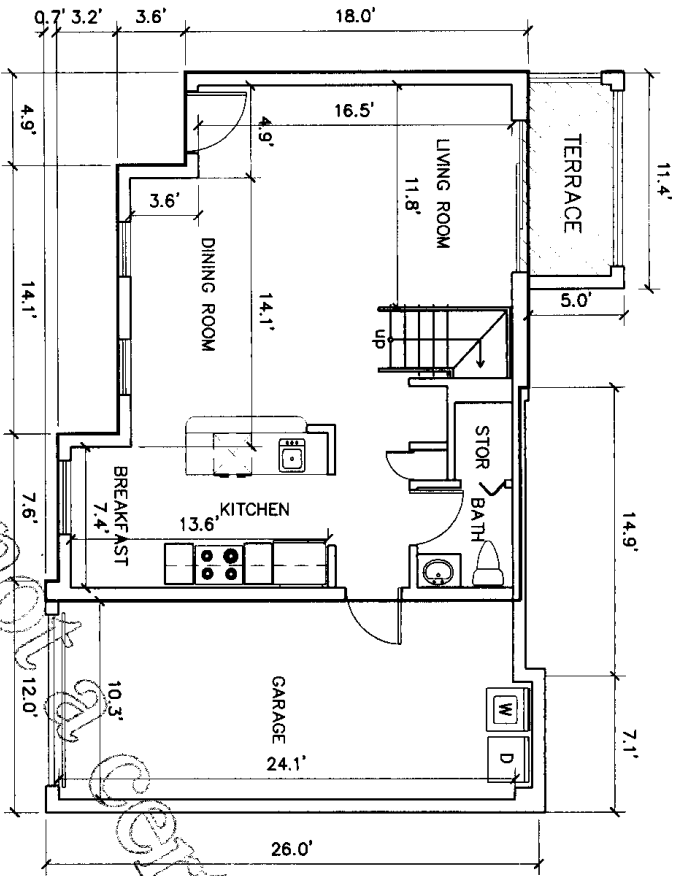 0.7' 3.2' 3.6' 18.0'
4.9'
16.5'
4.9'
LIVING ROOM
11.8'
TERRACE
11.4'
3.6'
DINING ROOM
14.1'
14.1'
5.0'
up
STOR
BATH
KITCHEN
BREAKFAST
7.4'
13.6'
7.6'
14.9'
GARAGE
10.3'
12.0'
24.1'
W
D
7.1'
26.0'
not a cer